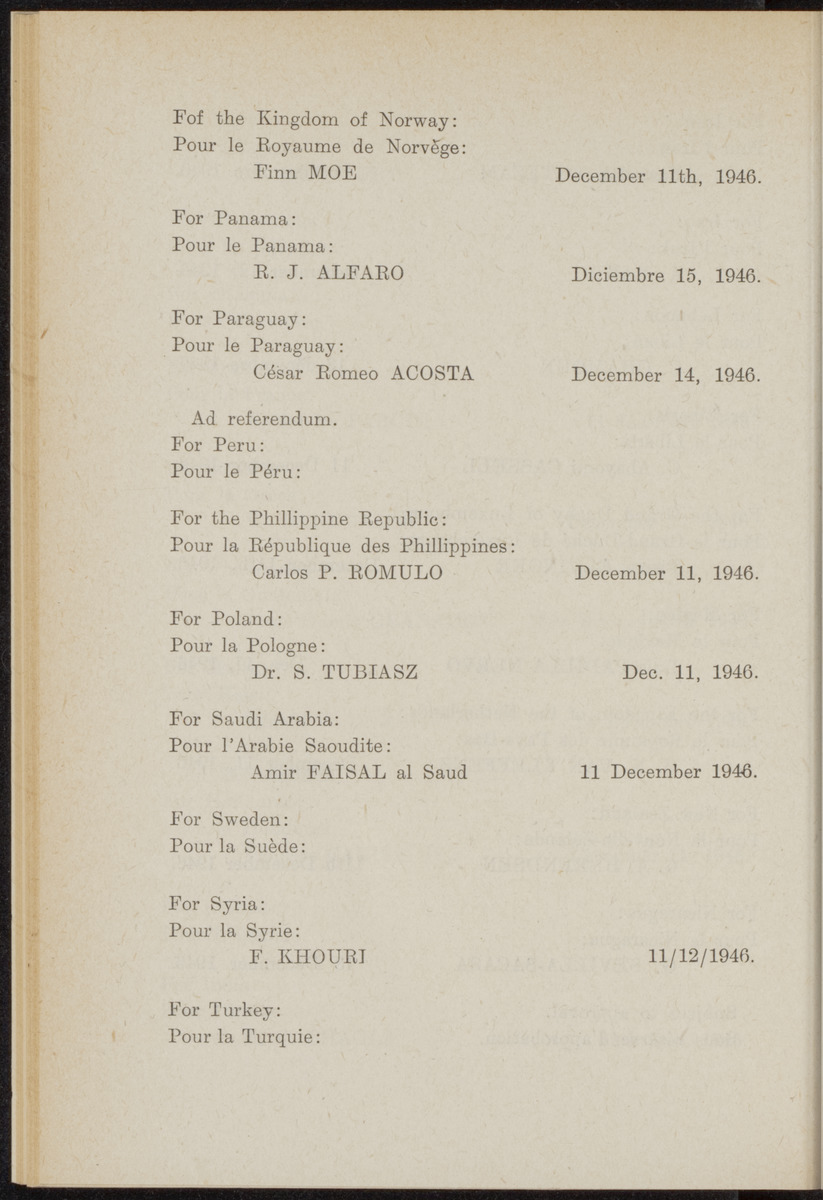 Fof the Kingdom of Norway:
Pour le Royaume de Norvège:
Finn MOE December 11th, 1946.
For Panama:
Pour le Panama:
R. J. ALFARO Diciembre 15, 1946.
For Paraguay:
Pour le Paraguay:
César Romeo ACOSTA December 14, 1946.
Ad referendum.
For Peru:
Pour le Péru:
For the Phillippine Republic:
Pour la République des Phillippines:
Carlos P. ROMULO December 11, 1946.
For Poland:
Pour la Pologne:
Dr. S. TUBIASZ Dec. 11, 1946.
For Saudi Arabia:
Pour l'Arabie Saoudite:
Amir FAISAL al Saud 11 December 1946.
For Sweden:
Pour la Suède:
For Syria:
Pour la Syrie:
F. KHOURI 11/12/1946.
For Turkey:
Pour la Turquie: